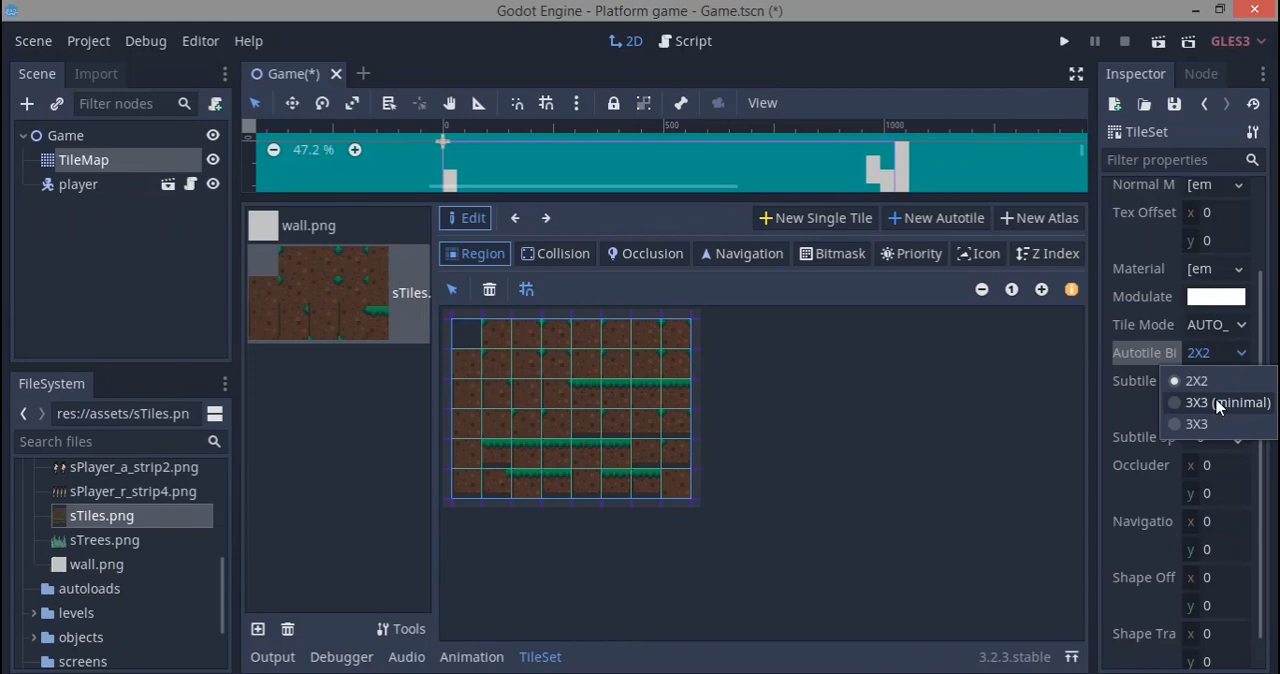 Godot Engine - Platform game - Game.tscn (*)
Scene Project Debug Editor Help
2D Script
GLES3
Scene Import
Filter nodes
Game
TileMap
player
FileSystem
res://assets/sTiles.pn
Search files
sPlayer_a_strip2.png
sPlayer_r_strip4.png
sTiles.png
sTrees.png
wall.png
autoloads
levels
objects
screens
Game(*)
View
0 500 1000
47.2 %
wall.png
sTiles.
Tools
Edit
New Single Tile New Autotile New Atlas
Region Collision Occlusion Navigation Bitmask Priority Icon Z Index
Output Debugger Audio Animation TileSet
3.2.3.stable
Inspector Node
TileSet
Filter properties
Normal M [em
Tex Offset x 0
y 0
Material [em
Modulate
Tile Mode AUTO_
Autotile Bi 2X2
Subtile
2X2
3X3 (minimal)
3X3
Occluder x 0
y 0
Navigatio x 0
y 0
Shape Off x 0
y 0
Shape Tra x 0
y 0